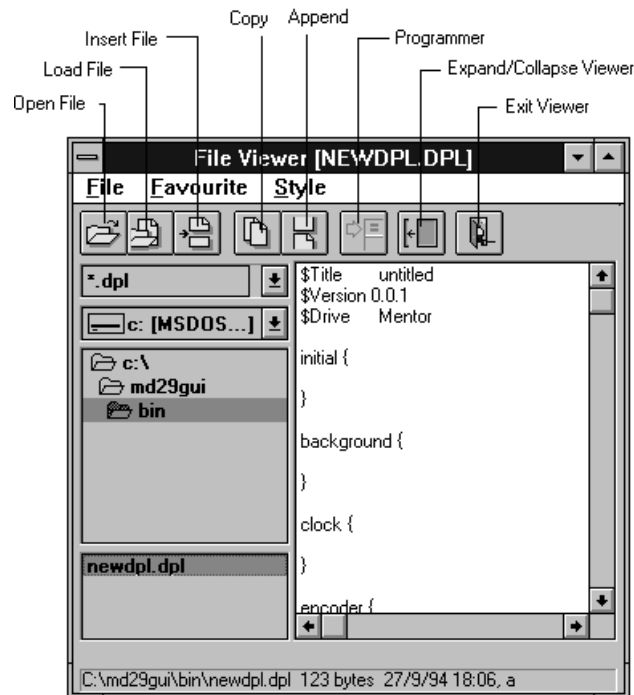 Copy Append
Insert File
Programmer
Load File
Expand/Collapse Viewer
Open File
Exit Viewer
File Viewer [NEWDPL.DPL]
File Favourite Style
*.dpl
c: [MSDOS...]
c:\
md29gui
bin
newdpl.dpl
$Title untitled
$Version 0.0.1
$Drive Mentor
initial {
}
background {
}
clock {
}
encoder {
C:\md29gui\bin\newdpl.dpl 123 bytes 27/9/94 18:06, a